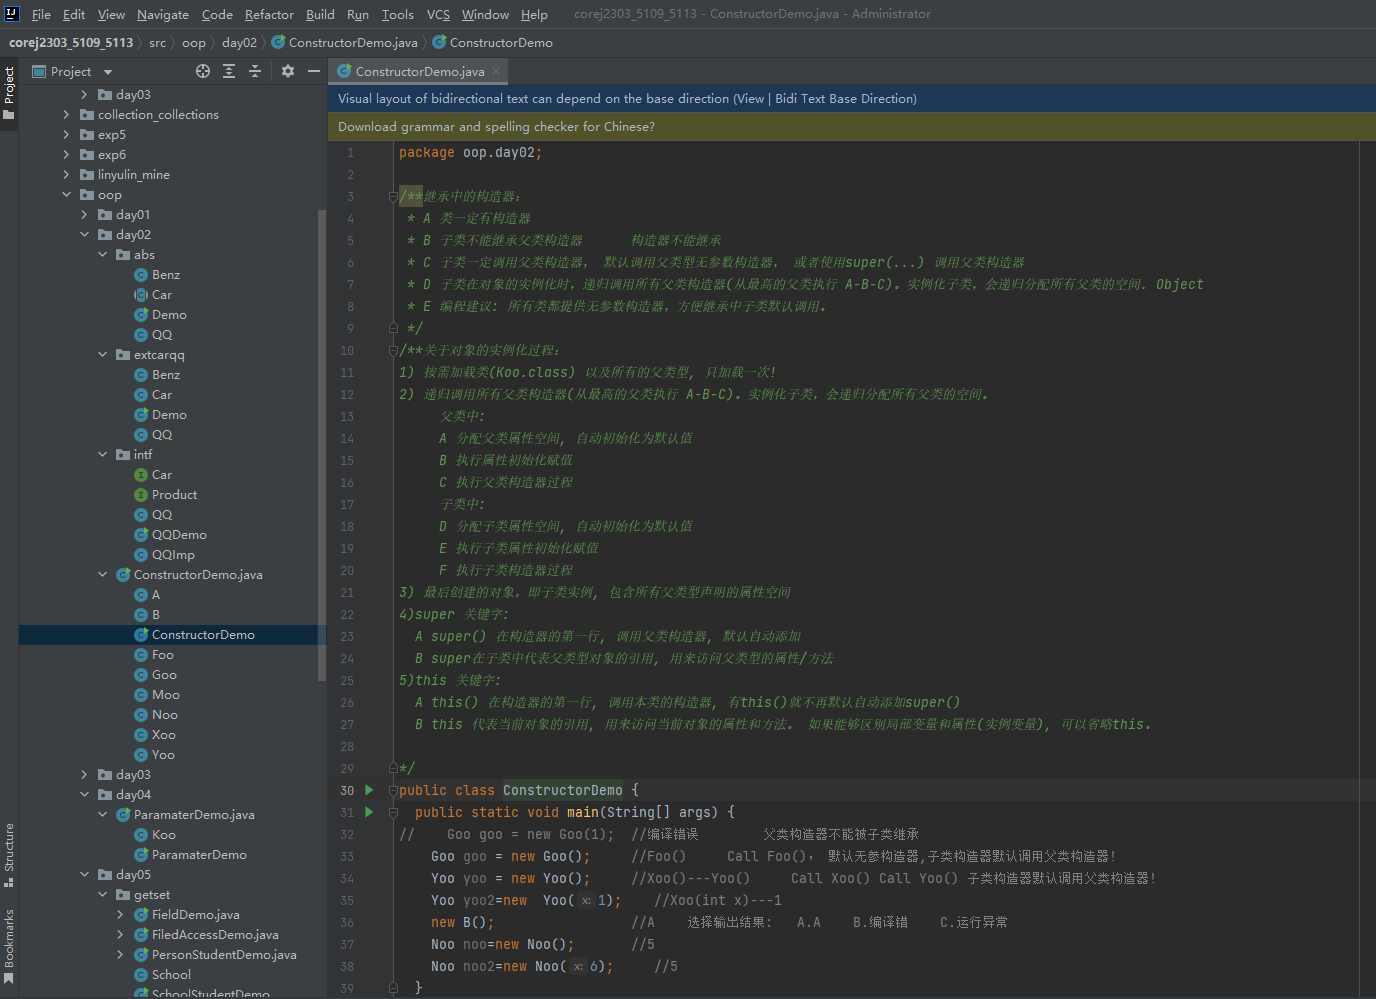 File Edit View Navigate Code Refactor Build Run Tools VCS Window Help corej2303_5109_5113 - ConstructorDemo.java - Administrator
corej2303_5109_5113 src oop day02 ConstructorDemo.java ConstructorDemo
Project
Project
day03
collection_collections
exp5
exp6
linyulin_mine
oop
day01
day02
abs
Benz
Car
Demo
QQ
extcarqq
Benz
Car
Demo
QQ
intf
Car
Product
QQ
QQDemo
QQImp
ConstructorDemo.java
A
B
ConstructorDemo
Foo
Goo
Moo
Noo
Xoo
Yoo
day03
day04
ParamaterDemo.java
Koo
ParamaterDemo
day05
getset
FieldDemo.java
FiledAccessDemo.java
PersonStudentDemo.java
School
SchoolStudentDemo
Structure
Bookmarks
ConstructorDemo.java
Visual layout of bidirectional text can depend on the base direction (View | Bidi Text Base Direction)
Download grammar and spelling checker for Chinese?
1 package oop.day02;
2
3 /**继承中的构造器：
4 * A 类一定有构造器
5 * B 子类不能继承父类构造器 构造器不能继承
6 * C 子类一定调用父类构造器， 默认调用父类型无参数构造器， 或者使用super(...) 调用父类构造器
7 * D 子类在对象的实例化时，递归调用所有父类构造器(从最高的父类执行 A-B-C)。实例化子类，会递归分配所有父类的空间. Object
8 * E 编程建议: 所有类都提供无参数构造器，方便继承中子类默认调用。
9 */
10 /**关于对象的实例化过程：
11 1) 按需加载类(Koo.class) 以及所有的父类型, 只加载一次!
12 2) 递归调用所有父类构造器(从最高的父类执行 A-B-C)。实例化子类，会递归分配所有父类的空间。
13 父类中:
14 A 分配父类属性空间, 自动初始化为默认值
15 B 执行属性初始化赋值
16 C 执行父类构造器过程
17 子类中:
18 D 分配子类属性空间, 自动初始化为默认值
19 E 执行子类属性初始化赋值
20 F 执行子类构造器过程
21 3) 最后创建的对象，即子类实例, 包含所有父类型声明的属性空间
22 4)super 关键字:
23 A super() 在构造器的第一行, 调用父类构造器, 默认自动添加
24 B super在子类中代表父类型对象的引用, 用来访问父类型的属性/方法
25 5)this 关键字:
26 A this() 在构造器的第一行, 调用本类的构造器, 有this()就不再默认自动添加super()
27 B this 代表当前对象的引用, 用来访问当前对象的属性和方法。 如果能够区别局部变量和属性(实例变量), 可以省略this。
28
29 */
30 public class ConstructorDemo {
31 public static void main(String[] args) {
32 // Goo goo = new Goo(1); //编译错误 父类构造器不能被子类继承
33 Goo goo = new Goo(); //Foo() Call Foo()， 默认无参构造器,子类构造器默认调用父类构造器!
34 Yoo yoo = new Yoo(); //Xoo()---Yoo() Call Xoo() Call Yoo() 子类构造器默认调用父类构造器!
35 Yoo yoo2=new Yoo( x: 1); //Xoo(int x)---1
36 new B(); //A 选择输出结果: A.A B.编译错 C.运行异常
37 Noo noo=new Noo(); //5
38 Noo noo2=new Noo( x: 6); //5
39 }